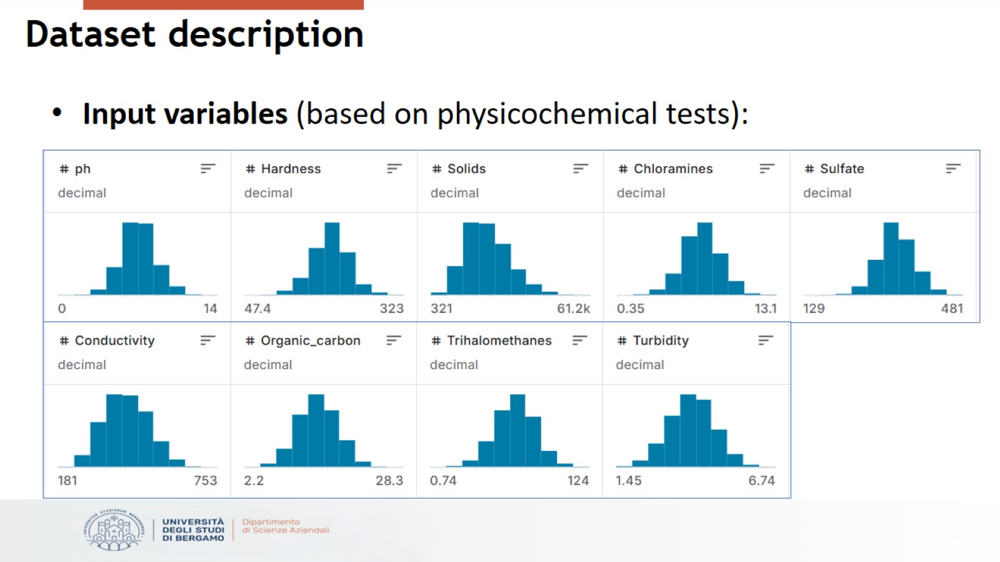 Dataset description
• Input variables (based on physicochemical tests):
# ph
decimal
0 14
# Hardness
decimal
47.4 323
# Solids
decimal
321 61.2k
# Chloramines
decimal
0.35 13.1
# Sulfate
decimal
129 481
# Conductivity
decimal
181 753
# Organic_carbon
decimal
2.2 28.3
# Trihalomethanes
decimal
0.74 124
# Turbidity
decimal
1.45 6.74
UNIVERSITÀ
DEGLI STUDI
DI BERGAMO
Dipartimento
di Scienze Aziendali